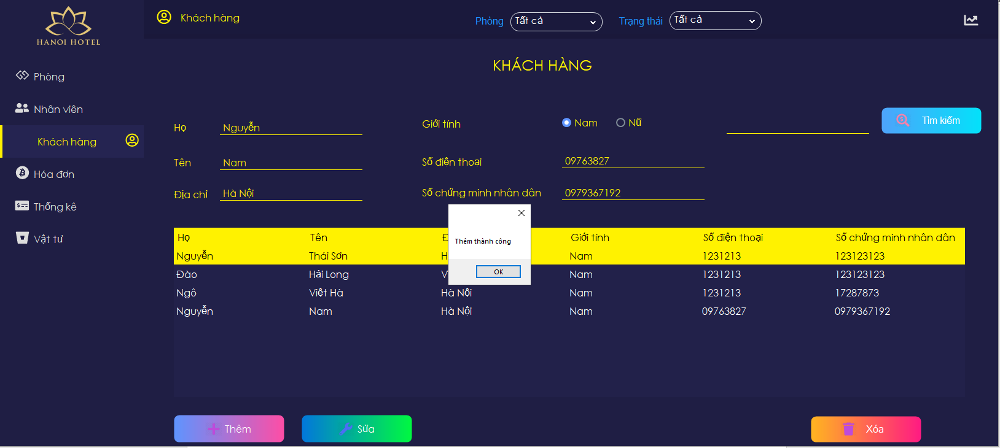 HANOI HOTEL
Khách hàng
Phòng Tất cả Trạng thái Tất cả
KHÁCH HÀNG
Phòng
Nhân viên
Khách hàng
Hóa đơn
Thống kê
Vật tư
Họ Nguyễn Giới tính Nam Nữ Tìm kiếm
Tên Nam Số điện thoại 09763827
Địa chỉ Hà Nội Số chứng minh nhân dân 0979367192
Họ Tên Giới tính Số điện thoại Số chứng minh nhân dân
Nguyễn Thái Sơn H Nam 1231213 123123123
Đào Hải Long V Nam 1231213 123123123
Ngô Việt Hà Hà Nội Nam 1231213 17287873
Nguyễn Nam Hà Nội Nam 09763827 0979367192
Thêm thành công
OK
Thêm Sửa Xóa